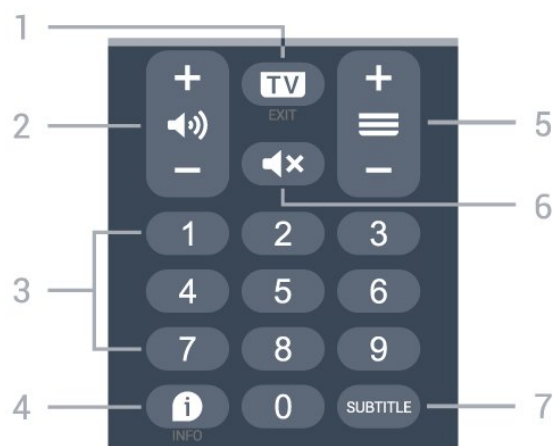 1
+ TV +
EXIT
2 5
− −
6
1 2 3
3
4 5 6
7 8 9
4 i 0 SUBTITLE 7
INFO